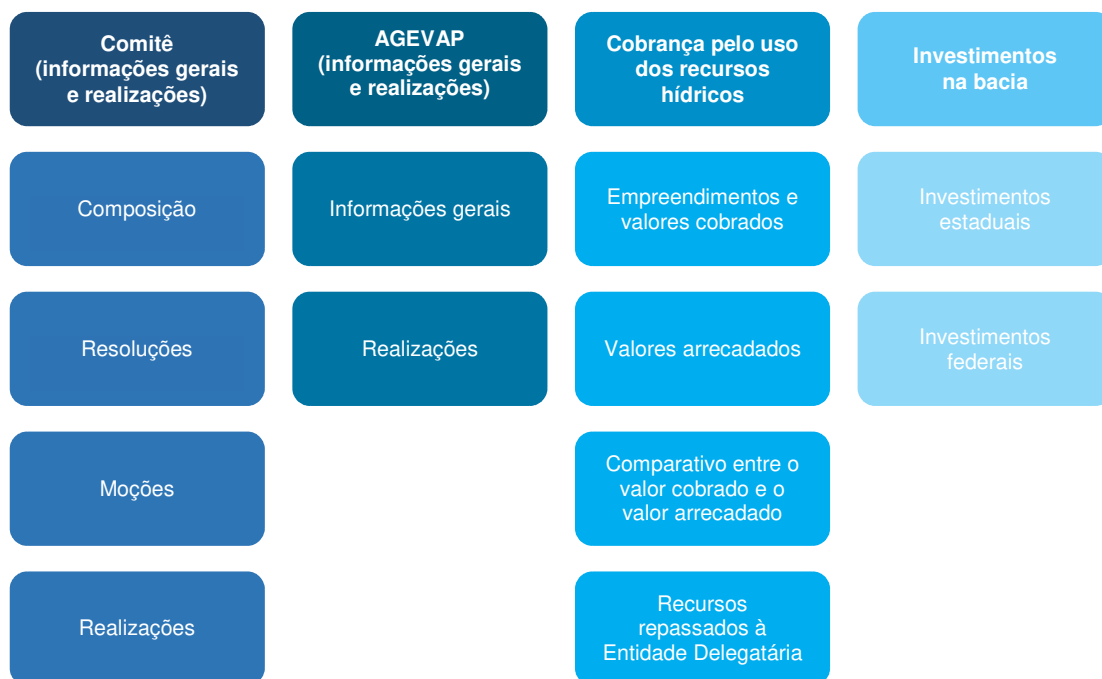 Comitê
(informações gerais
e realizações)
AGEVAP
(informações gerais
e realizações)
Cobrança pelo uso
dos recursos
hídricos
Investimentos
na bacia
Composição
Informações gerais
Empreendimentos e
valores cobrados
Investimentos
estaduais
Resoluções
Realizações
Valores arrecadados
Investimentos
federais
Moções
Comparativo entre o
valor cobrado e o
valor arrecadado
Realizações
Recursos
repassados à
Entidade Delegatária